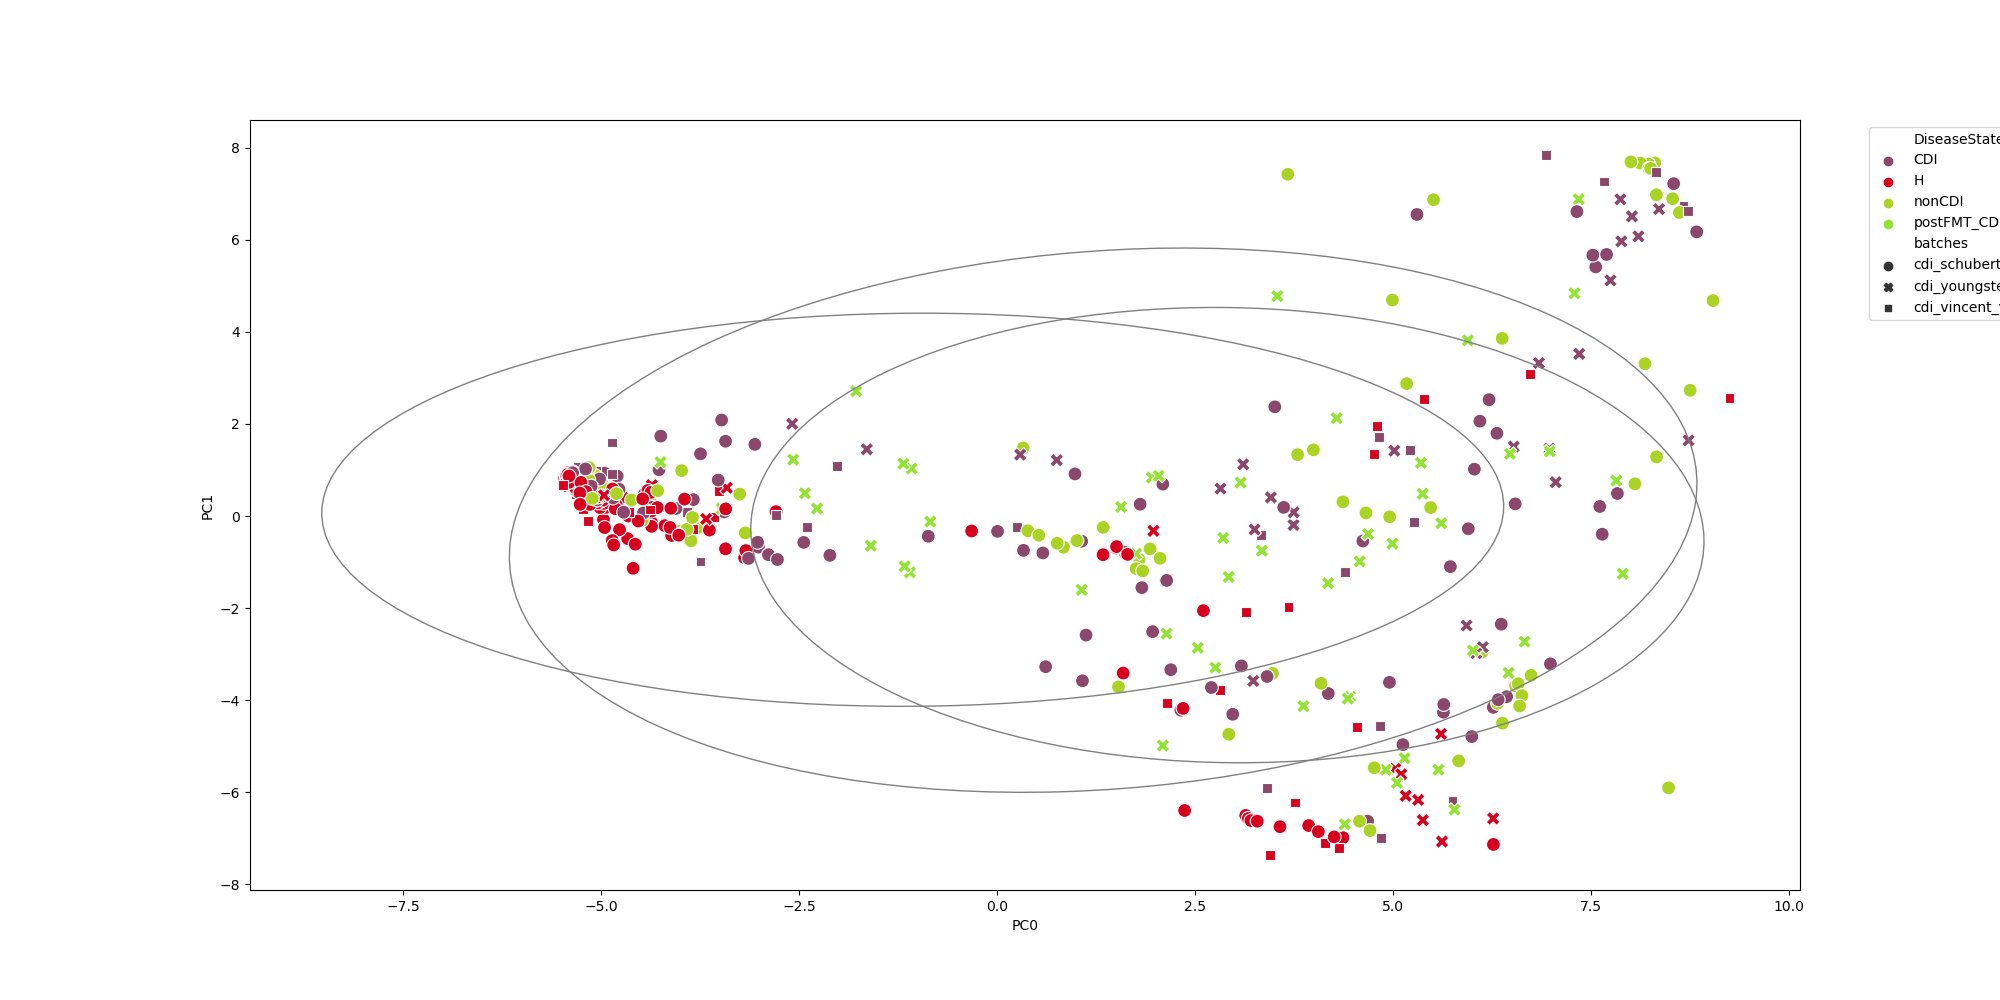 8
6
4
2
0
−2
−4
−6
−8
PC1
−7.5 −5.0 −2.5 0.0 2.5 5.0 7.5 10.0
PC0
DiseaseState
CDI
H
nonCDI
postFMT_CD
batches
cdi_schubert
cdi_youngste
cdi_vincent_